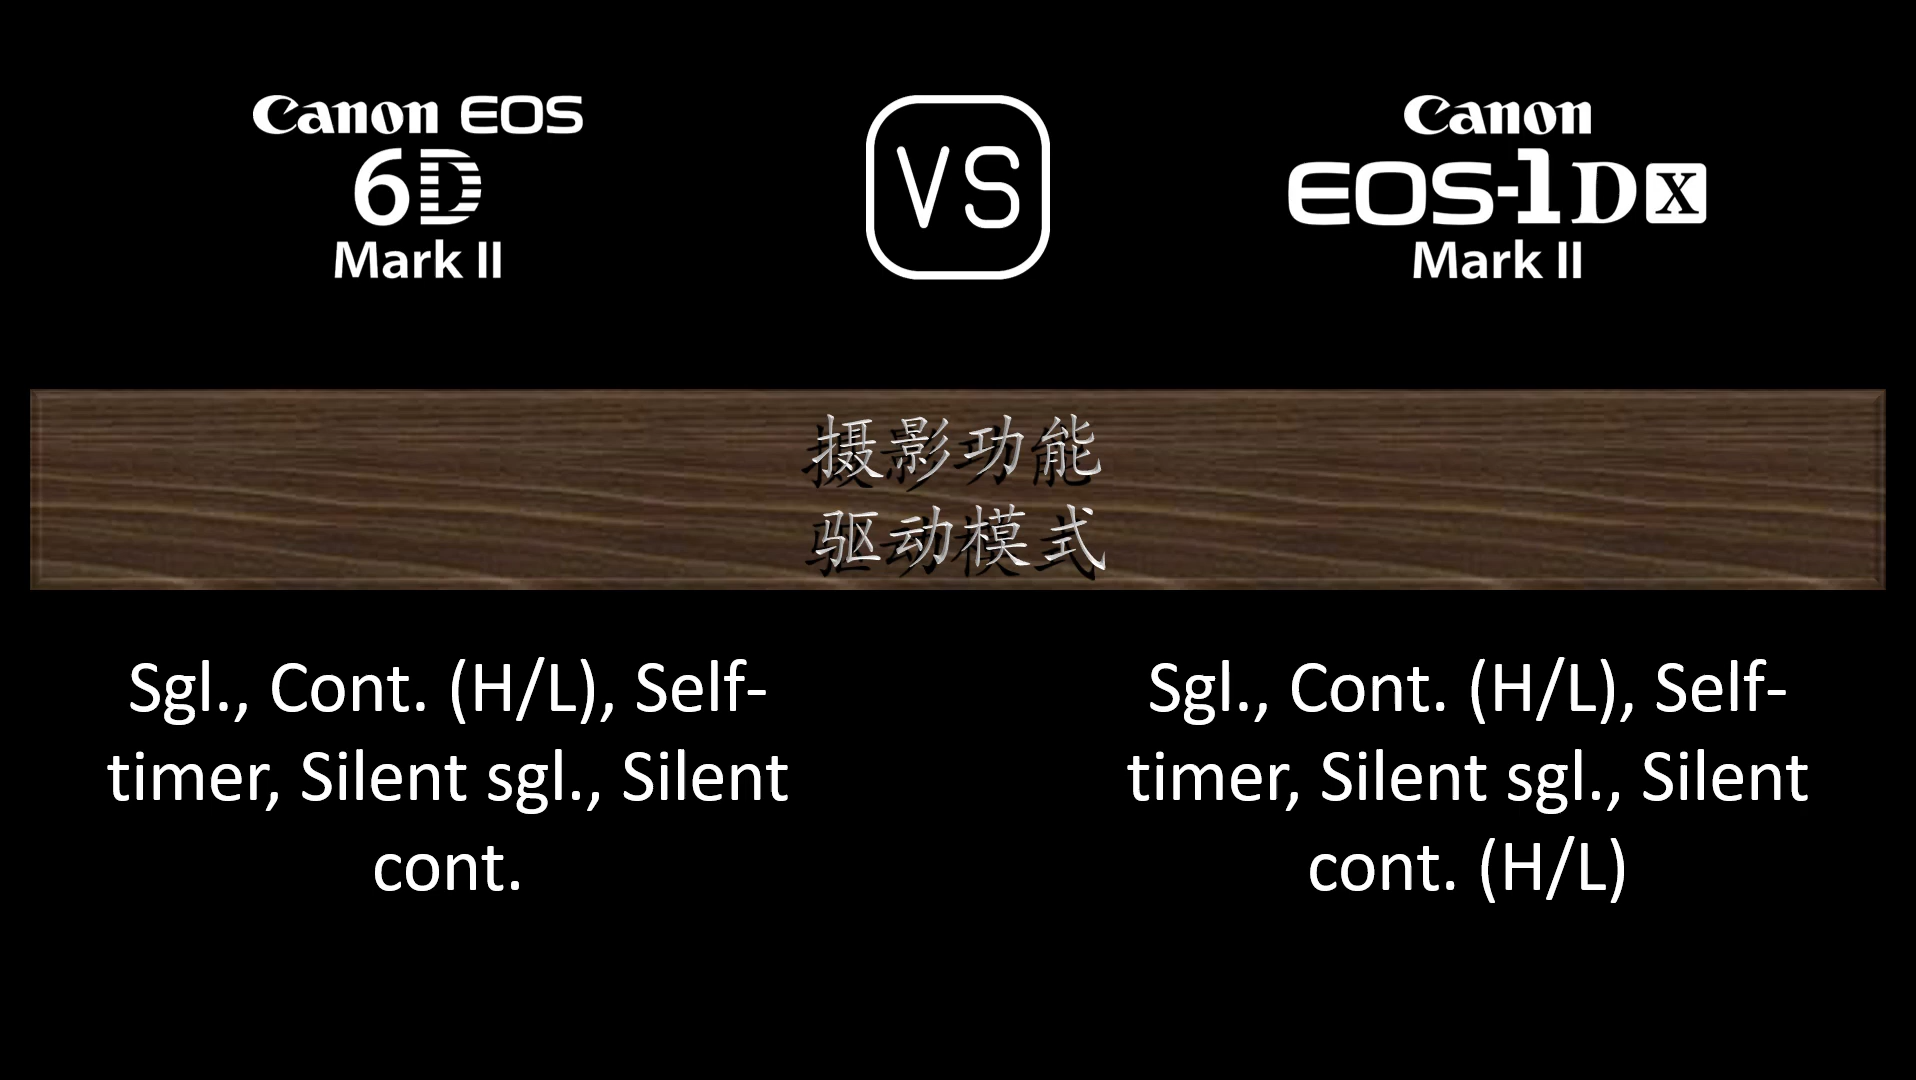 Canon EOS
6D
Mark II
VS
Canon
EOS-1D X
Mark II
摄影功能
驱动模式
Sgl., Cont. (H/L), Self-
timer, Silent sgl., Silent
cont.
Sgl., Cont. (H/L), Self-
timer, Silent sgl., Silent
cont. (H/L)